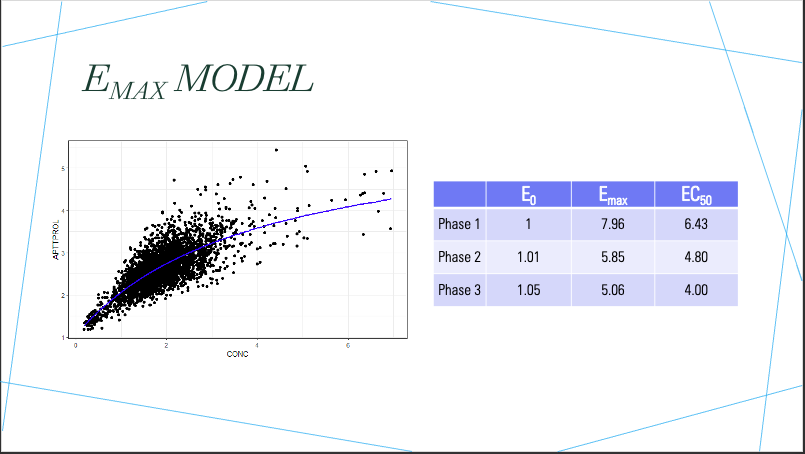 EMAX MODEL
5
4
3
2
1
APTTPROL
0 2 4 6
CONC
E0 Emax EC50
Phase 1 1 7.96 6.43
Phase 2 1.01 5.85 4.80
Phase 3 1.05 5.06 4.00